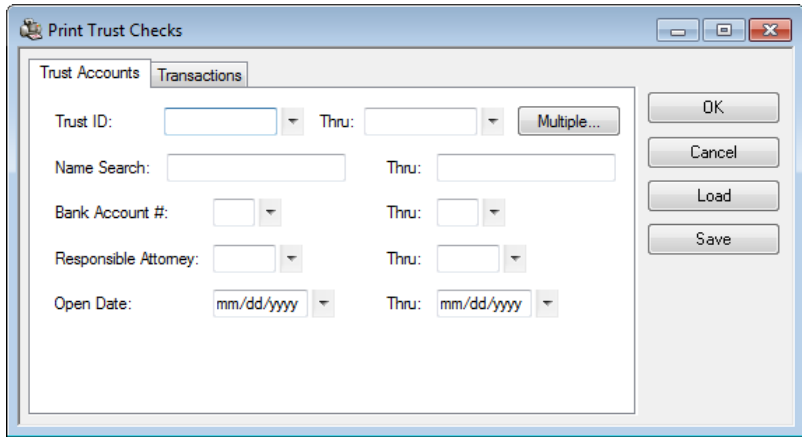 Print Trust Checks
Trust Accounts Transactions
Trust ID: Thru: Multiple...
Name Search: Thru:
Bank Account #: Thru:
Responsible Attorney: Thru:
Open Date: mm/dd/yyyy Thru: mm/dd/yyyy
OK
Cancel
Load
Save